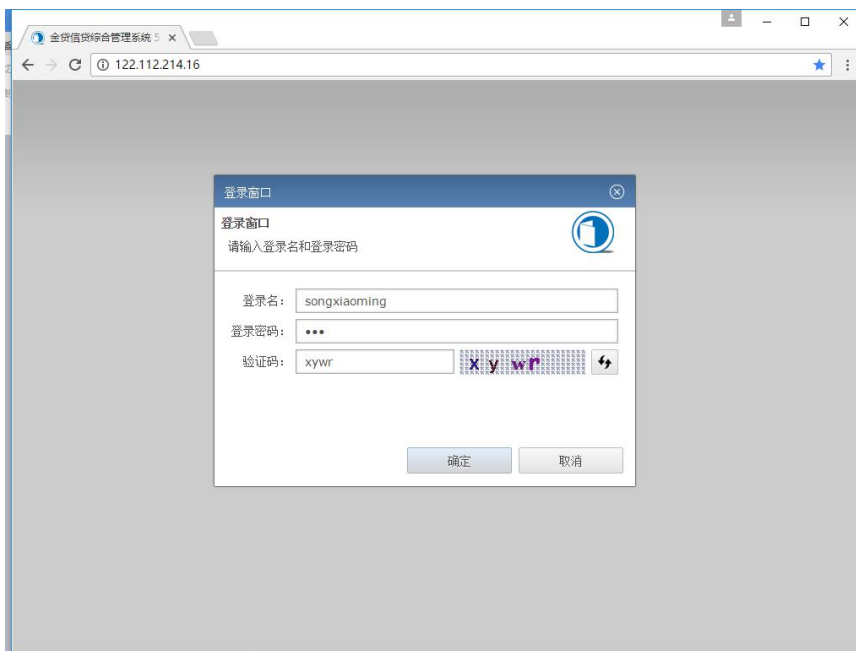 金贷信贷综合管理系统 5
122.112.214.16
登录窗口
登录窗口
请输入登录名和登录密码
登录名： songxiaoming
登录密码： •••
验证码： xywr x y wr
确定 取消